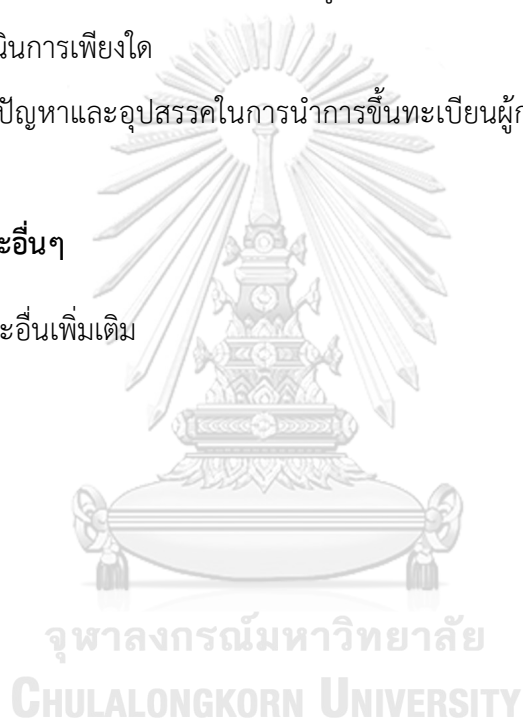 นินการเพียงใด
ปัญหาและอุปสรรคในการนำการขึ้นทะเบียนผู้ก
ะอื่นๆ
ะอื่นเพิ่มเติม
จุฬาลงกรณ์มหาวิทยาลัย
CHULALONGKORN UNIVERSITY